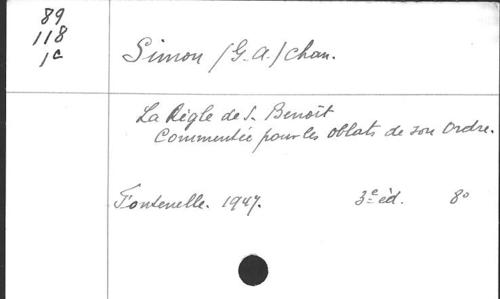 89
118
1c
Simon (G.A.) Chan.
La Règle de S. Benoît
Commentée pour les oblats de son Ordre.
Fontenelle. 1947. 3e éd. 8o